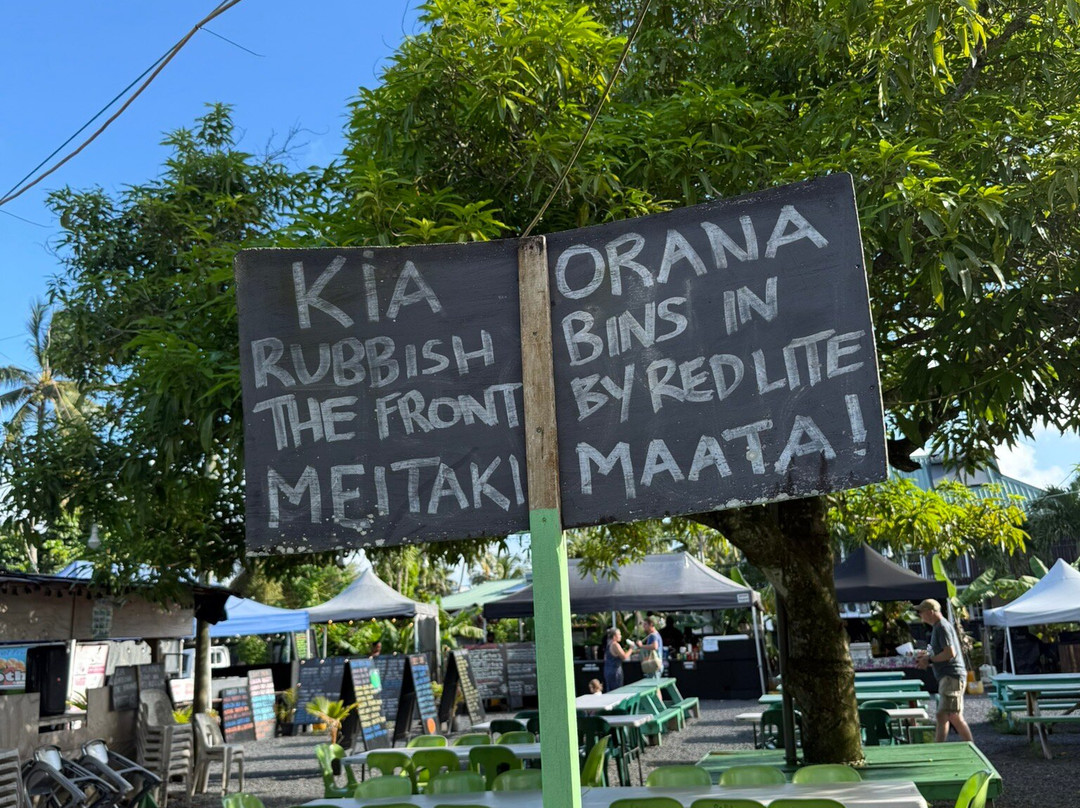 KiA ORANA
RUBBISH BINS IN
THE FRONT BY RED LITE
MEITAKI MAATA!